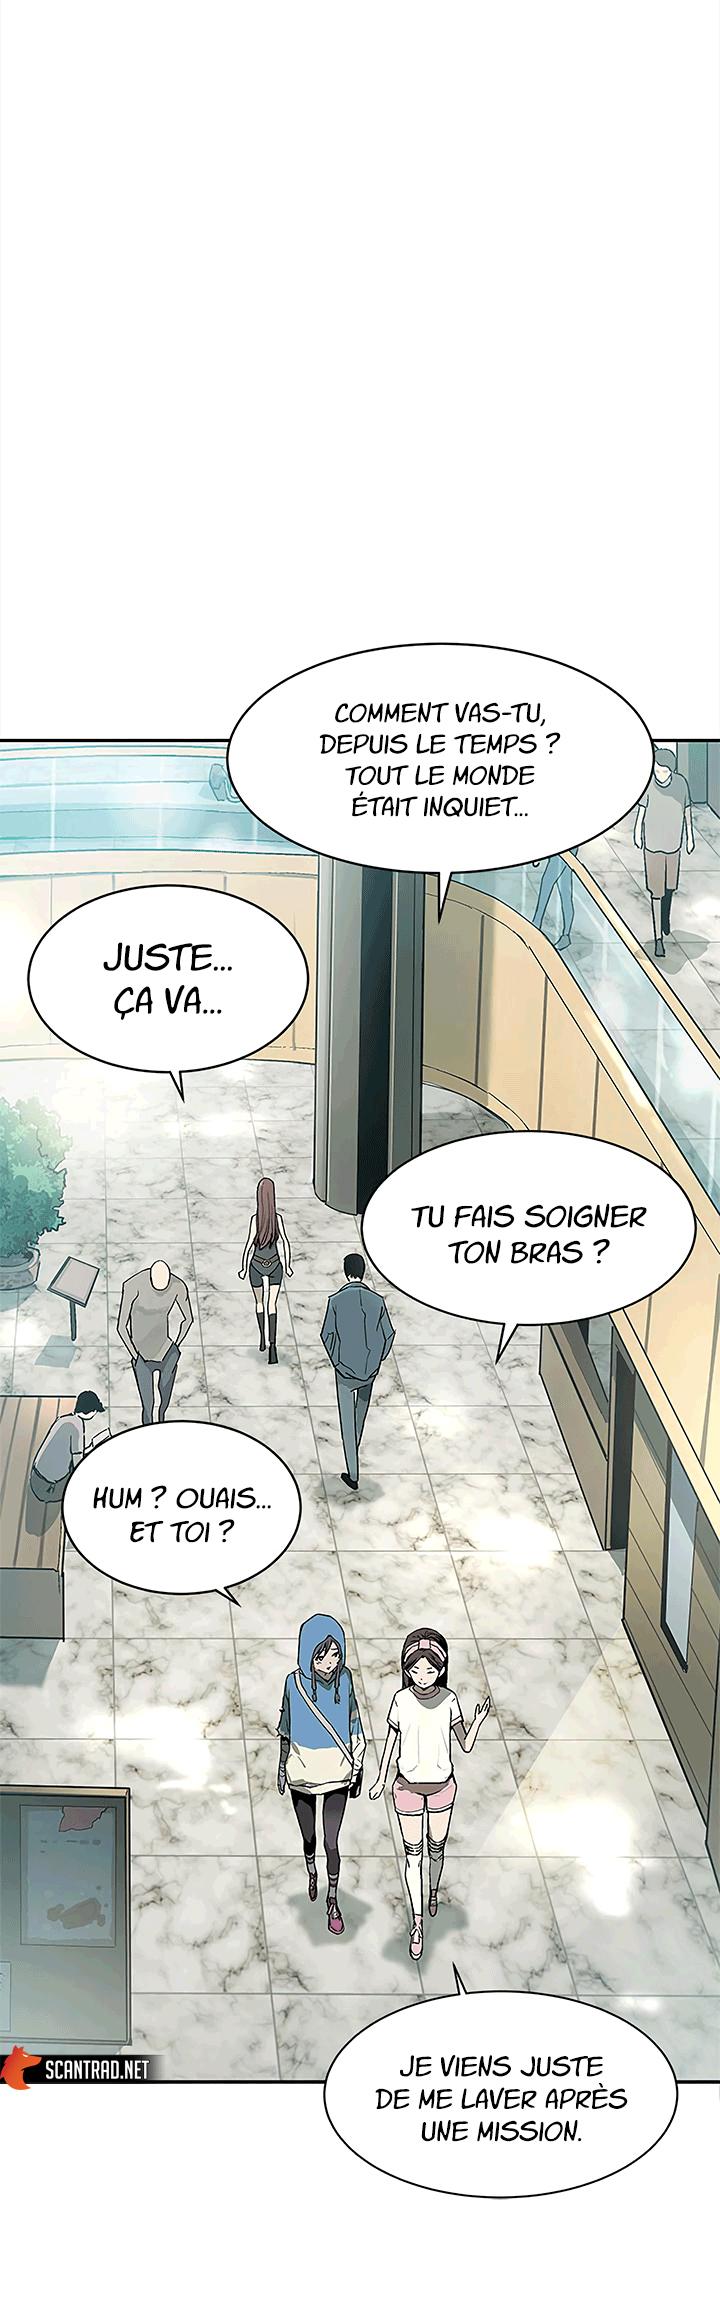 COMMENT VAS-TU,
DEPUIS LE TEMPS ?
TOUT LE MONDE
ÉTAIT INQUIET...
JUSTE...
ÇA VA...
TU FAIS SOIGNER
TON BRAS ?
HUM ? OUAIS...
ET TOI ?
SCANTRAD.NET
JE VIENS JUSTE
DE ME LAVER APRÈS
UNE MISSION.